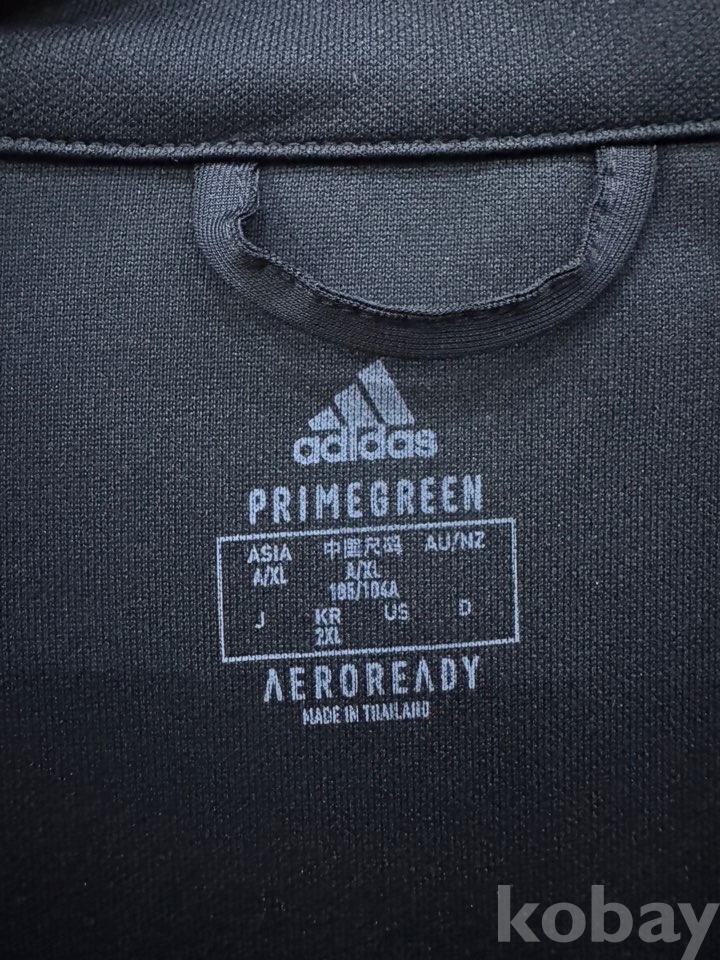 adidas
PRIMEGREEN
ASIA 中国尺码 AU/NZ
A/XL A/XL
185/104A
J KR US D
2XL
AEROREADY
MADE IN THAILAND
kobay